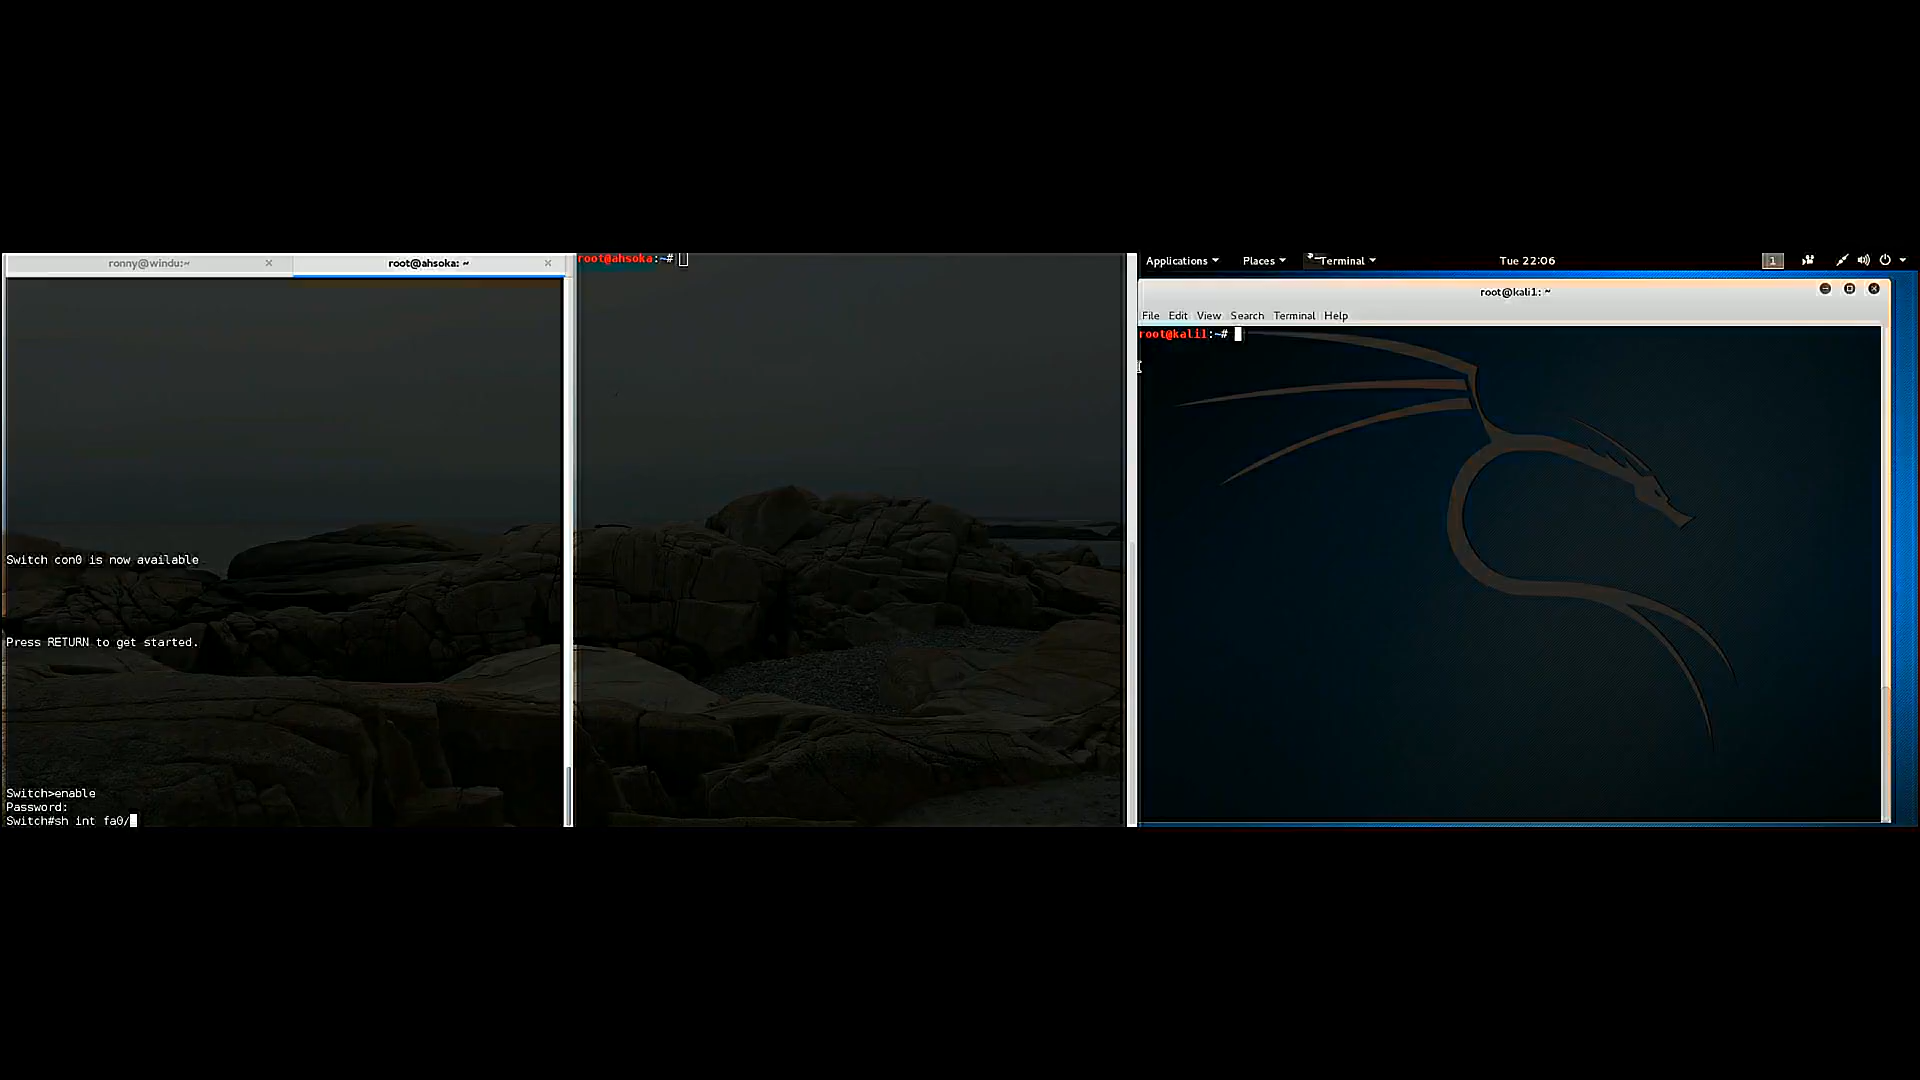 ronny@windu:~ ×
root@ahsoka: ~ ×
Switch con0 is now available
Press RETURN to get started.
Switch>enable
Password:
Switch#sh int fa0/
root@ahsoka:~#
Applications Places Terminal Tue 22:06 1
root@kali1: ~
File Edit View Search Terminal Help
root@kali1:~#